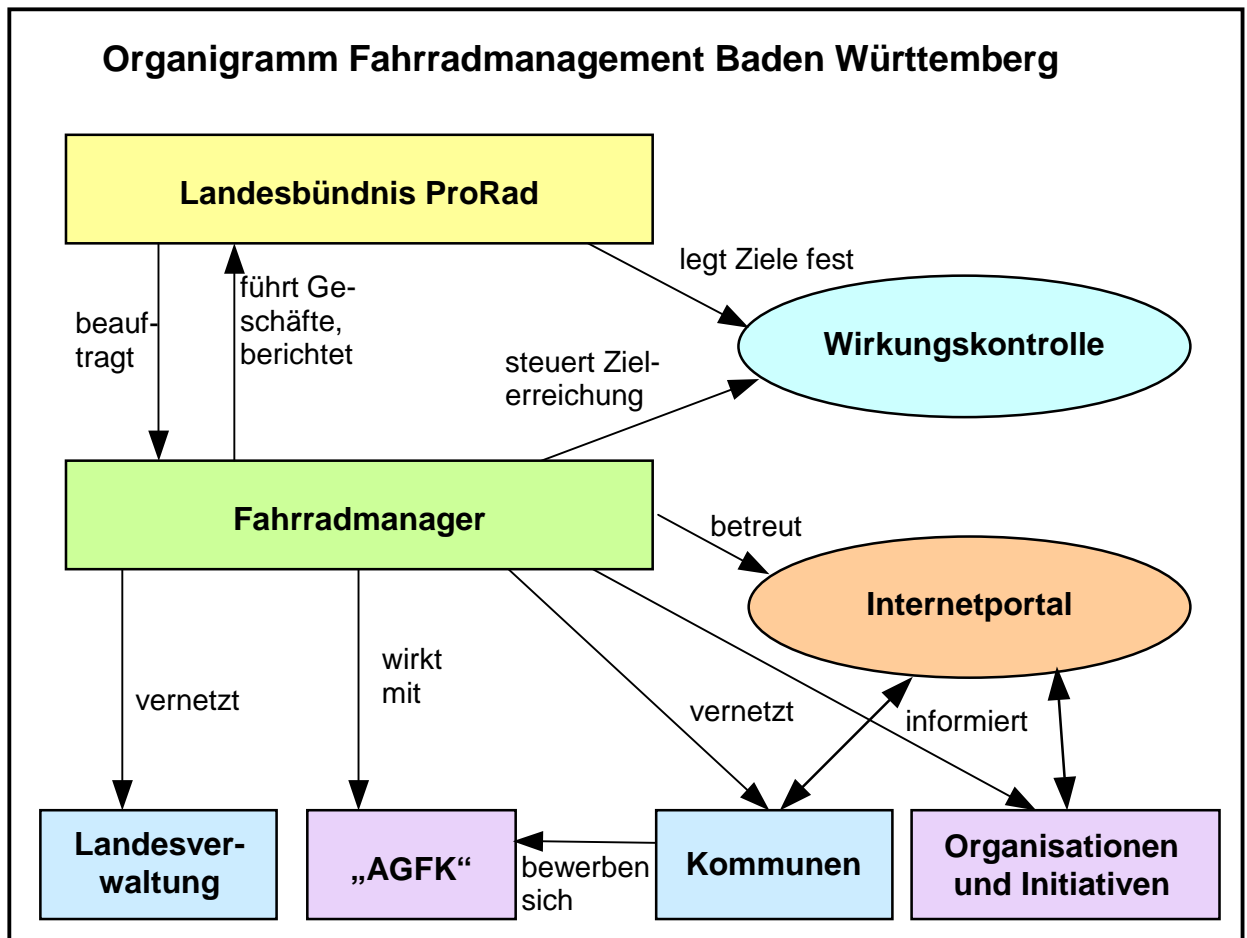 Organigramm Fahrradmanagement Baden Württemberg
Landesbündnis ProRad
legt Ziele fest
führt Ge-
schäfte,
berichtet
beauf-
tragt
Wirkungskontrolle
steuert Ziel-
erreichung
Fahrradmanager
betreut
Internetportal
wirkt
mit
vernetzt
vernetzt
informiert
Landesver-
waltung
„AGFK“
bewerben
sich
Kommunen
Organisationen
und Initiativen